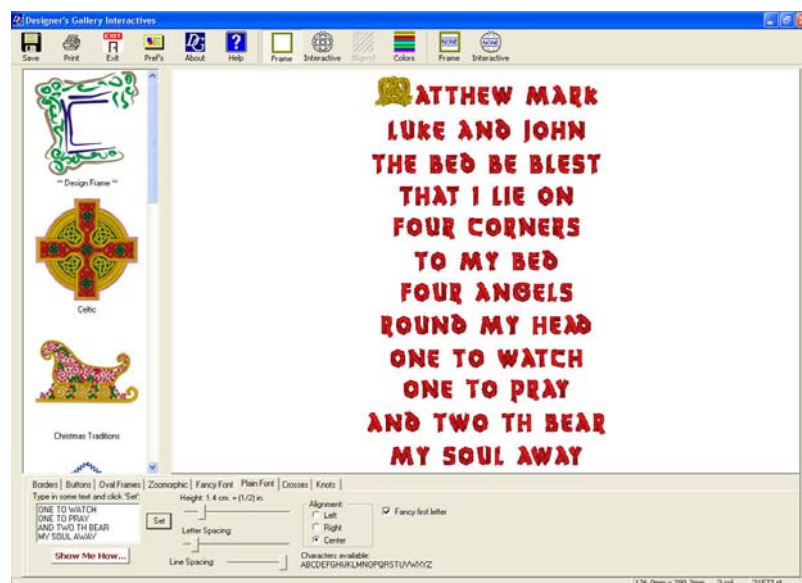 Designer's Gallery Interactives
Save Print Exit Pref's About Help Frame Interactive Colors Frame Interactive
EXIT
NONE NONE
** Design Frame **
Celtic
Christmas Traditions
MATTHEW MARK
LUKE AND JOHN
THE BED BE BLEST
THAT I LIE ON
FOUR CORNERS
TO MY BED
FOUR ANGELS
ROUND MY HEAD
ONE TO WATCH
ONE TO PRAY
AND TWO TH BEAR
MY SOUL AWAY
Borders Buttons Oval Frames Zoomorphic Fancy Font Plain Font Crosses Knots
Type in some text and click 'Set'
ONE TO WATCH
ONE TO PRAY
AND TWO TH BEAR
MY SOUL AWAY
Set
Show Me How...
Height: 1.4 cm. = (1/2) in.
Letter Spacing:
Line Spacing:
Alignment:
Left
Right
Center
Fancy first letter
Characters available:
ABCDEFGHIJKLMNOPQRSTUVWXYZ